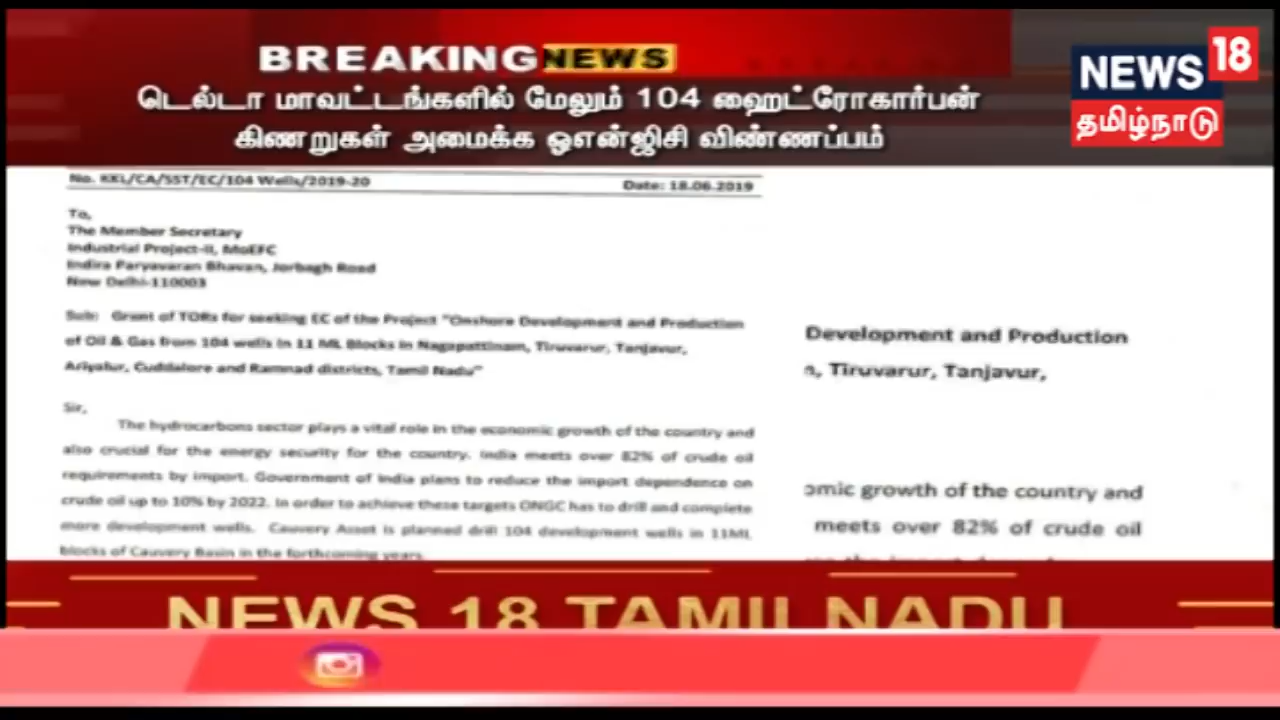 BREAKING NEWS
டெல்டா மாவட்டங்களில் மேலும் 104 ஹைட்ரோகார்பன்
கிணறுகள் அமைக்க ஓஎன்ஜிசி விண்ணப்பம்
NEWS 18
தமிழ்நாடு
No. KKL/CA/SST/EC/104 Wells/2019-20 Date: 18.06.2019
To,
The Member Secretary
Industrial Project-II, MoEFC
Indira Paryavaran Bhavan, Jorbagh Road
New Delhi-110003
Sub: Grant of TORs for seeking EC of the Project "Onshore Development and Production
of Oil & Gas from 104 wells in 11 ML Blocks in Nagapattinam, Tiruvarur, Tanjavur,
Ariyalur, Cuddalore and Ramnad districts, Tamil Nadu"
Sir,
The hydrocarbons sector plays a vital role in the economic growth of the country and
also crucial for the energy security for the country. India meets over 82% of crude oil
requirements by import. Government of India plans to reduce the import dependence on
crude oil up to 10% by 2022. In order to achieve these targets ONGC has to drill and complete
more development wells. Cauvery Asset is planned drill 104 development wells in 11ML
blocks of Cauvery Basin in the forthcoming years.
Development and Production
, Tiruvarur, Tanjavur,
omic growth of the country and
meets over 82% of crude oil
NEWS 18 TAMILNADU